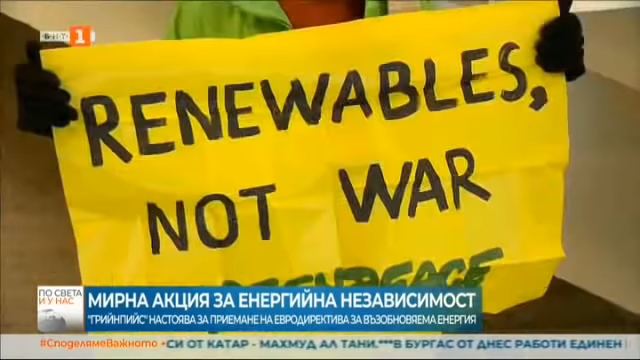 БНТ 1
RENEWABLES,
NOT WAR
GREENPEACE
ПО СВЕТА
И У НАС
МИРНА АКЦИЯ ЗА ЕНЕРГИЙНА НЕЗАВИСИМОСТ
"ГРИЙНПИЙС" НАСТОЯВА ЗА ПРИЕМАНЕ НА ЕВРОДИРЕКТИВА ЗА ВЪЗОБНОВЯЕМА ЕНЕРГИЯ
#СподелямеВажното • СИ ОТ КАТАР - МАХМУД АЛ ТАНИ. • В БУРГАС ОТ ДНЕС РАБОТИ ЕДИНЕН